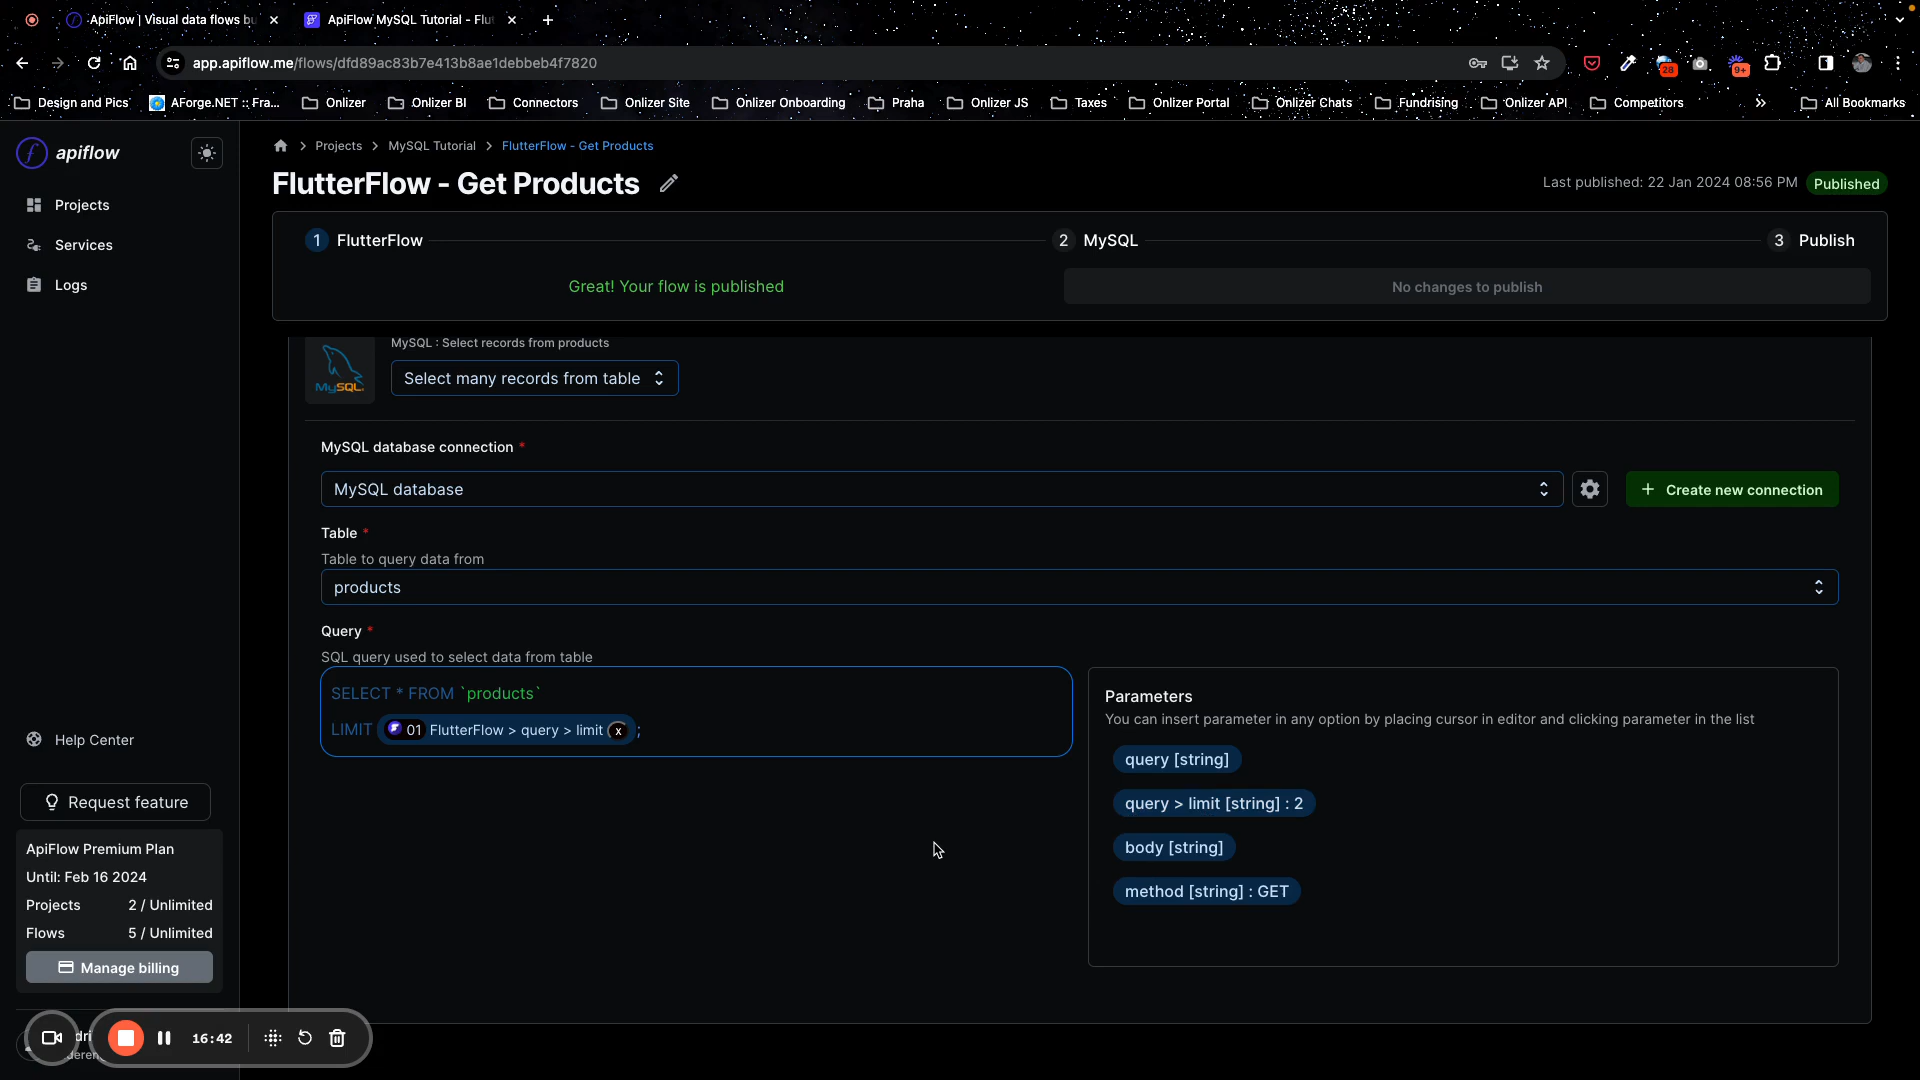 ApiFlow | Visual data flows bu
ApiFlow MySQL Tutorial - Flut
app.apiflow.me/flows/dfd89ac83b7e413b8ae1debbeb4f7820
28
9+
Design and Pics
AForge.NET :: Fra...
Onlizer
Onlizer BI
Connectors
Onlizer Site
Onlizer Onboarding
Praha
Onlizer JS
Taxes
Onlizer Portal
Onlizer Chats
Fundrising
Onlizer API
Competitors
All Bookmarks
apiflow
Projects
Services
Logs
Projects > MySQL Tutorial > FlutterFlow - Get Products
FlutterFlow - Get Products
Last published: 22 Jan 2024 08:56 PM
Published
1 FlutterFlow
2 MySQL
3 Publish
Great! Your flow is published
No changes to publish
MySQL
MySQL : Select records from products
Select many records from table
MySQL database connection *
MySQL database
+ Create new connection
Table *
Table to query data from
products
Query *
SQL query used to select data from table
SELECT * FROM `products`
LIMIT 01 FlutterFlow > query > limit x ;
Parameters
You can insert parameter in any option by placing cursor in editor and clicking parameter in the list
query [string]
query > limit [string] : 2
body [string]
method [string] : GET
Help Center
Request feature
ApiFlow Premium Plan
Until: Feb 16 2024
Projects 2 / Unlimited
Flows 5 / Unlimited
Manage billing
16:42